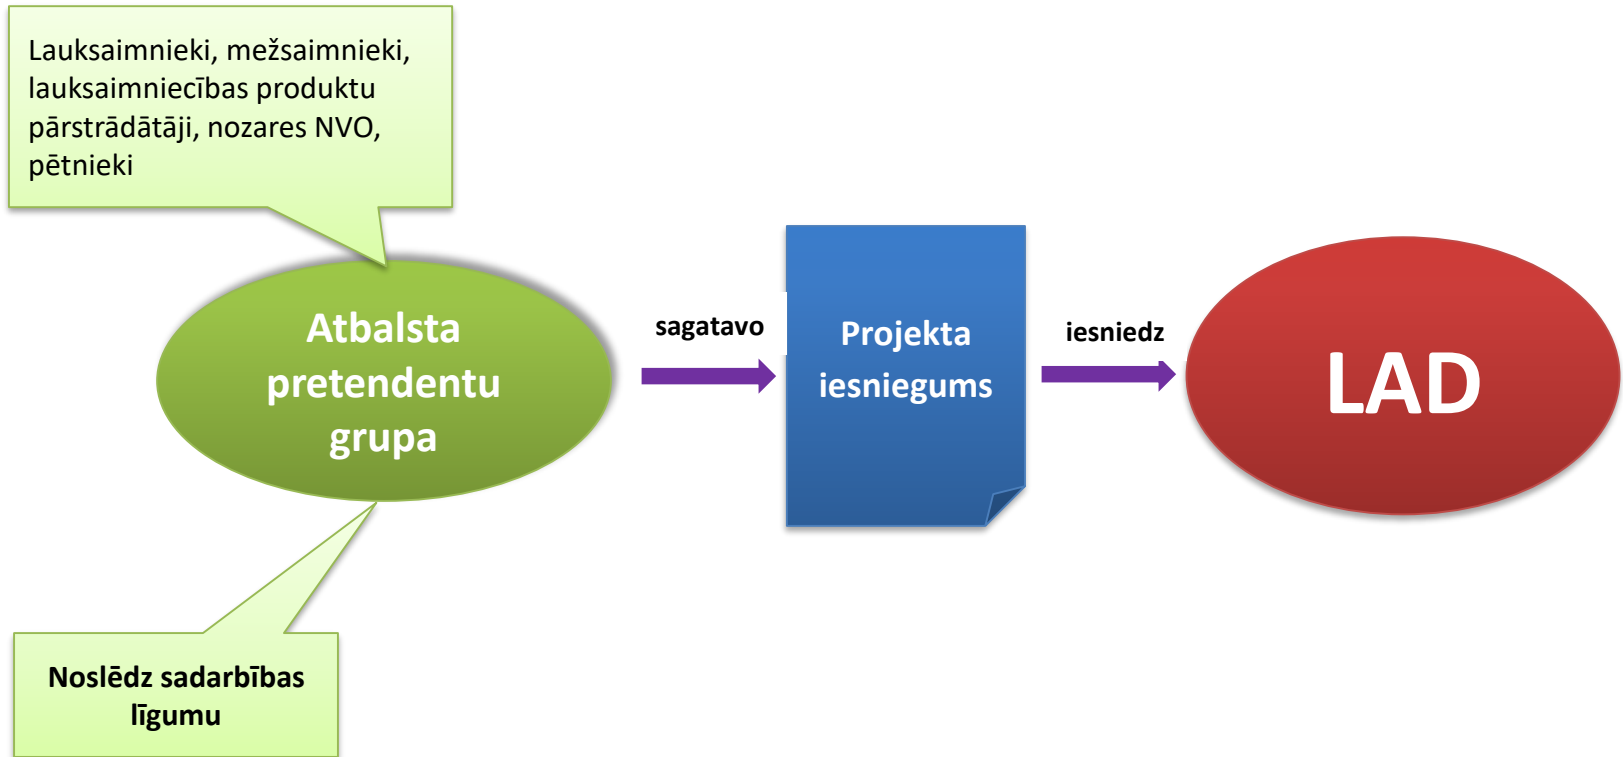 Lauksaimnieki, mežsaimnieki,
lauksaimniecības produktu
pārstrādātāji, nozares NVO,
pētnieki
Atbalsta
pretendentu
grupa
sagatavo
Projekta
iesniegums
iesniedz
LAD
Noslēdz sadarbības
līgumu